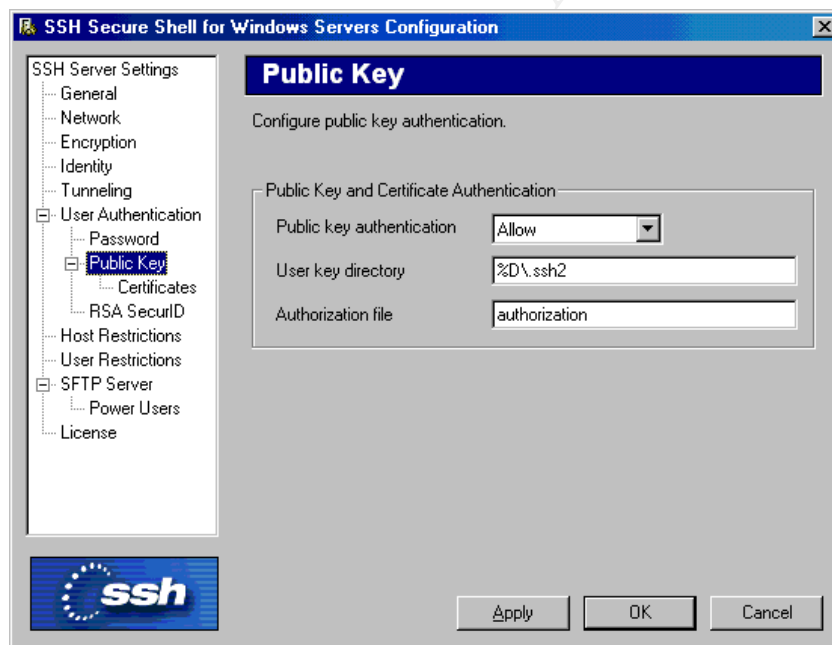 SSH Secure Shell for Windows Servers Configuration
SSH Server Settings
General
Network
Encryption
Identity
Tunneling
User Authentication
Password
Public Key
Certificates
RSA SecurID
Host Restrictions
User Restrictions
SFTP Server
Power Users
License
Public Key
Configure public key authentication.
Public Key and Certificate Authentication
Public key authentication
Allow
User key directory
%D\.ssh2
Authorization file
authorization
ssh
Apply
OK
Cancel